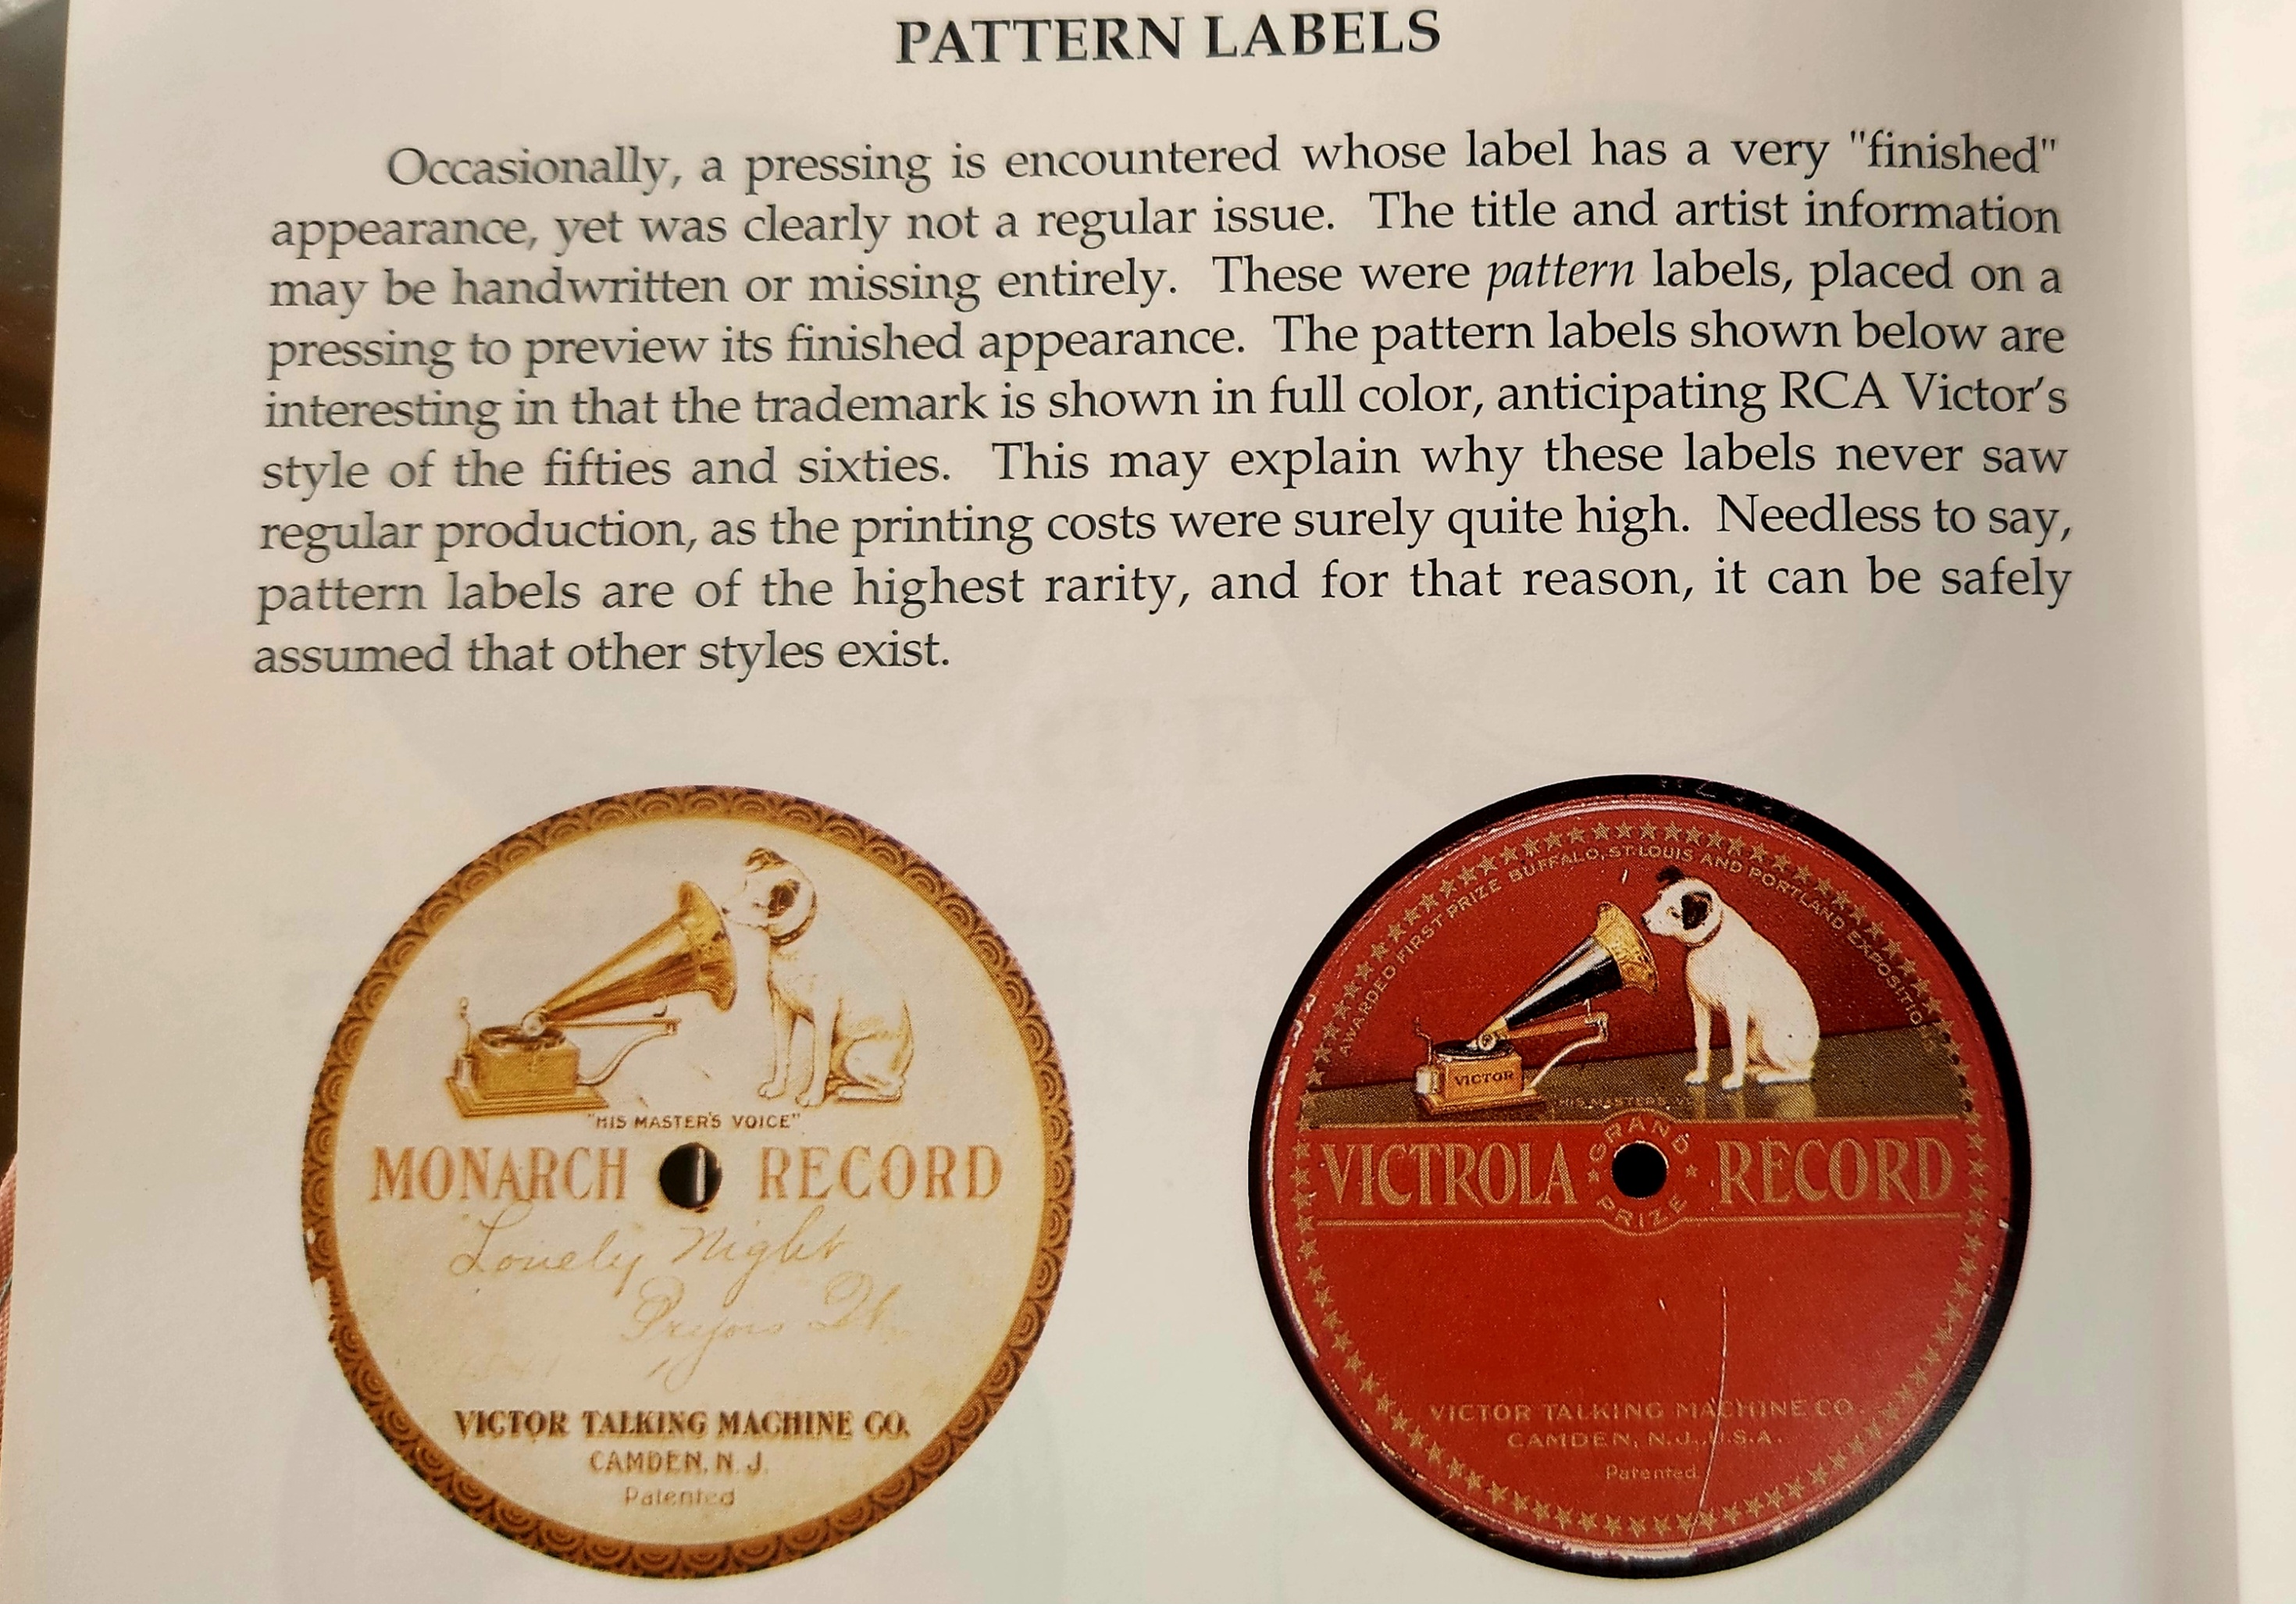 PATTERN LABELS
Occasionally, a pressing is encountered whose label has a very "finished"
appearance, yet was clearly not a regular issue. The title and artist information
may be handwritten or missing entirely. These were pattern labels, placed on a
pressing to preview its finished appearance. The pattern labels shown below are
interesting in that the trademark is shown in full color, anticipating RCA Victor's
style of the fifties and sixties. This may explain why these labels never saw
regular production, as the printing costs were surely quite high. Needless to say,
pattern labels are of the highest rarity, and for that reason, it can be safely
assumed that other styles exist.
"HIS MASTER'S VOICE"
MONARCH RECORD
Lonely Night
Pryors
VICTOR TALKING MACHINE CO.
CAMDEN, N. J.
Patented
AWARDED FIRST PRIZE BUFFALO, ST. LOUIS AND PORTLAND EXPOSITIONS
VICTOR
HIS MASTER'S
GRAND PRIZE
VICTROLA RECORD
VICTOR TALKING MACHINE CO.
CAMDEN, N.J., U.S.A.
Patented